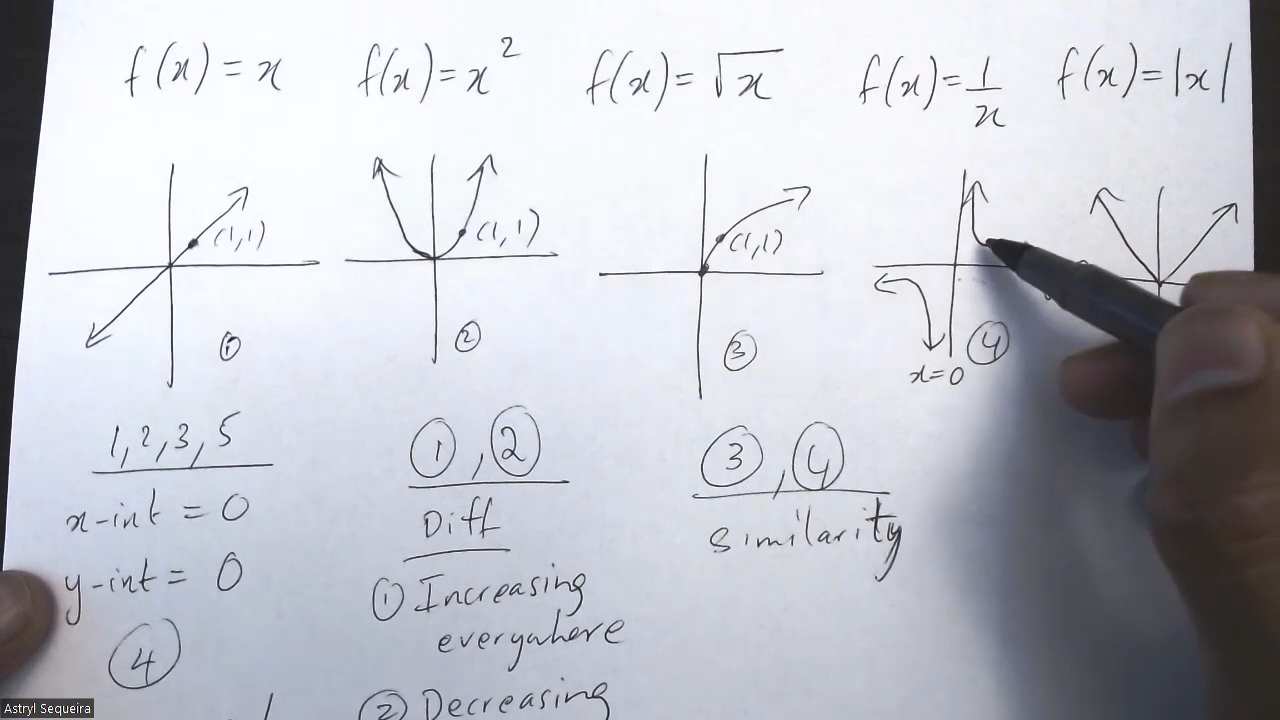 f(x) = x
f(x) = x²
f(x) = √x
f(x) = 1/x
f(x) = |x|
(1,1)
(1,1)
(1,1)
①
②
③
④
x=0
1, 2, 3, 5
x-int = 0
y-int = 0
④
①, ②
Diff
① Increasing
everywhere
② Decreasing
③, ④
similarity
Astryl Sequeira